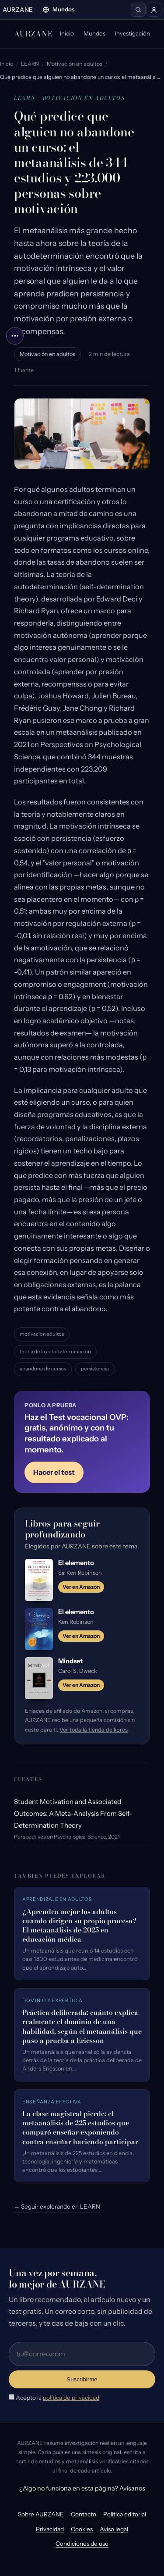 AURZANE Mundos
AURZANE Inicio Mundos Investigación
Inicio / LEARN / Motivación en adultos /
Qué predice que alguien no abandone un curso: el metaanálisis…
LEARN · MOTIVACIÓN EN ADULTOS
Qué predice que
alguien no abandone
un curso: el
metaanálisis de 344
estudios y 223.000
personas sobre
motivación
El metaanálisis más grande hecho
hasta ahora sobre la teoría de la
autodeterminación encontró que la
motivación intrínseca y el valor
personal que alguien le da a lo que
aprende predicen persistencia y
compromiso mucho más que la
motivación por presión externa o
recompensas.
Motivación en adultos 2 min de lectura
1 fuente
Por qué algunos adultos terminan
un curso o una certificación y otros lo
abandonan a mitad de camino es una
pregunta con implicaciones directas para
cualquier programa educativo de adultos,
donde las tasas de abandono suelen ser
altísimas. La teoría de la
autodeterminación (self-determination
theory), desarrollada por Edward Deci y
Richard Ryan, ofrece un marco para
responderla, distinguiendo entre
motivación autónoma (aprender porque
algo interesa genuinamente o se lo
considera valioso) y motivación
controlada (aprender por presión
externa, recompensas o para evitar
culpa). Joshua Howard, Julien Bureau,
Frédéric Guay, Jane Chong y Richard
Ryan pusieron ese marco a prueba a gran
escala en un metaanálisis publicado en
2021 en Perspectives on Psychological
Science, que combinó 344 muestras
independientes con 223.209
participantes en total.
Los resultados fueron consistentes con la
teoría y notablemente claros en
magnitud. La motivación intrínseca se
asoció con persistencia (esfuerzo
sostenido) con una correlación de ρ =
0,54, y el "valor personal" o motivación
por identificación —hacer algo porque se
alinea con las propias metas, aunque no
sea placentero en el momento— con ρ =
0,51; ambas muy por encima de la
motivación por regulación externa (ρ =
-0,01, sin relación real) y muy por encima
de la amotivación, que se relacionó
negativamente con la persistencia (ρ =
-0,41). Un patrón similar apareció en
compromiso o engagement (motivación
intrínseca ρ = 0,62) y en bienestar
durante el aprendizaje (ρ = 0,52). Incluso
en logro académico objetivo —notas,
resultados de examen— la motivación
autónoma superó a la controlada,
aunque con correlaciones más modestas (ρ
= 0,13 para motivación intrínseca).
La implicancia para cualquier adulto que
esté considerando un curso, o para quien
diseña programas educativos, es que la
fuerza de voluntad y la disciplina externa
(recordatorios, penalizaciones, plazos
rígidos) tienen un techo bajo para
sostener el aprendizaje en el tiempo. Lo
que predice con más fuerza que alguien
persista hasta el final —más que el precio
pagado, más que la presión de un jefe o
una fecha límite— es si esa persona
encuentra en el contenido algo
genuinamente interesante, o algo que
conecta con sus propias metas. Diseñar o
elegir formación pensando primero en
esa conexión, en lugar de apoyarse solo
en obligación externa, es lo que la
evidencia señala como más
probable contra el abandono.
motivacion adultos
teoria de la autodeterminacion
abandono de cursos persistencia
PONLO A PRUEBA
Haz el Test vocacional OVP:
gratis, anónimo y con tu
resultado explicado al
momento.
Hacer el test
Libros para seguir
profundizando
Elegidos por AURZANE sobre este tema.
El elemento
Sir Ken Robinson
Ver en Amazon
El elemento
Ken Robinson
Ver en Amazon
Mindset
Carol S. Dweck
Ver en Amazon
Enlaces de afiliado de Amazon: si compras,
AURZANE recibe una pequeña comisión sin
coste para ti. Ver toda la tienda de libros
FUENTES
Student Motivation and Associated
Outcomes: A Meta-Analysis From Self-
Determination Theory
Perspectives on Psychological Science, 2021
TAMBIÉN PUEDES EXPLORAR
APRENDIZAJE EN ADULTOS
¿Aprenden mejor los adultos
cuando dirigen su propio proceso?
El metaanálisis de 2025 en
educación médica
Un metaanálisis que reunió 14 estudios con
casi 1800 estudiantes de medicina encontró
que el aprendizaje auto…
DOMINIO Y EXPERTICIA
Práctica deliberada: cuánto explica
realmente el dominio de una
habilidad, según el metaanálisis que
puso a prueba a Ericsson
Un metaanálisis que reanalizó la evidencia
detrás de la teoría de la práctica deliberada de
Anders Ericsson en…
ENSEÑANZA EFECTIVA
La clase magistral pierde: el
metaanálisis de 225 estudios que
comparó enseñar exponiendo
contra enseñar haciendo participar
Un metaanálisis de 225 estudios en ciencia,
tecnología, ingeniería y matemáticas
encontró que los estudiantes …
← Seguir explorando en LEARN
Una vez por semana,
lo mejor de AURZANE
Un libro recomendado, el artículo nuevo y un
test gratis. Un correo corto, sin publicidad de
terceros, y te das de baja con un clic.
tu@correo.com
Suscribirme
Acepto la política de privacidad
AURZANE resume investigación real en un lenguaje
simple. Cada guía es una síntesis original, escrita a
partir de estudios y metaanálisis verificables citados
al final de cada artículo.
¿Algo no funciona en esta página? Avísanos
Sobre AURZANE Contacto Política editorial
Privacidad Cookies Aviso legal
Condiciones de uso